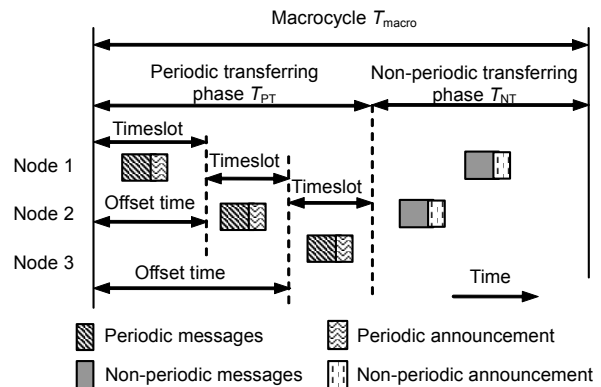 Macrocycle T_macro
Periodic transferring
phase T_PT
Non-periodic transferring
phase T_NT
Timeslot
Node 1
Timeslot
Timeslot
Offset time
Node 2
Node 3
Offset time
Time
Periodic messages
Periodic announcement
Non-periodic messages
Non-periodic announcement